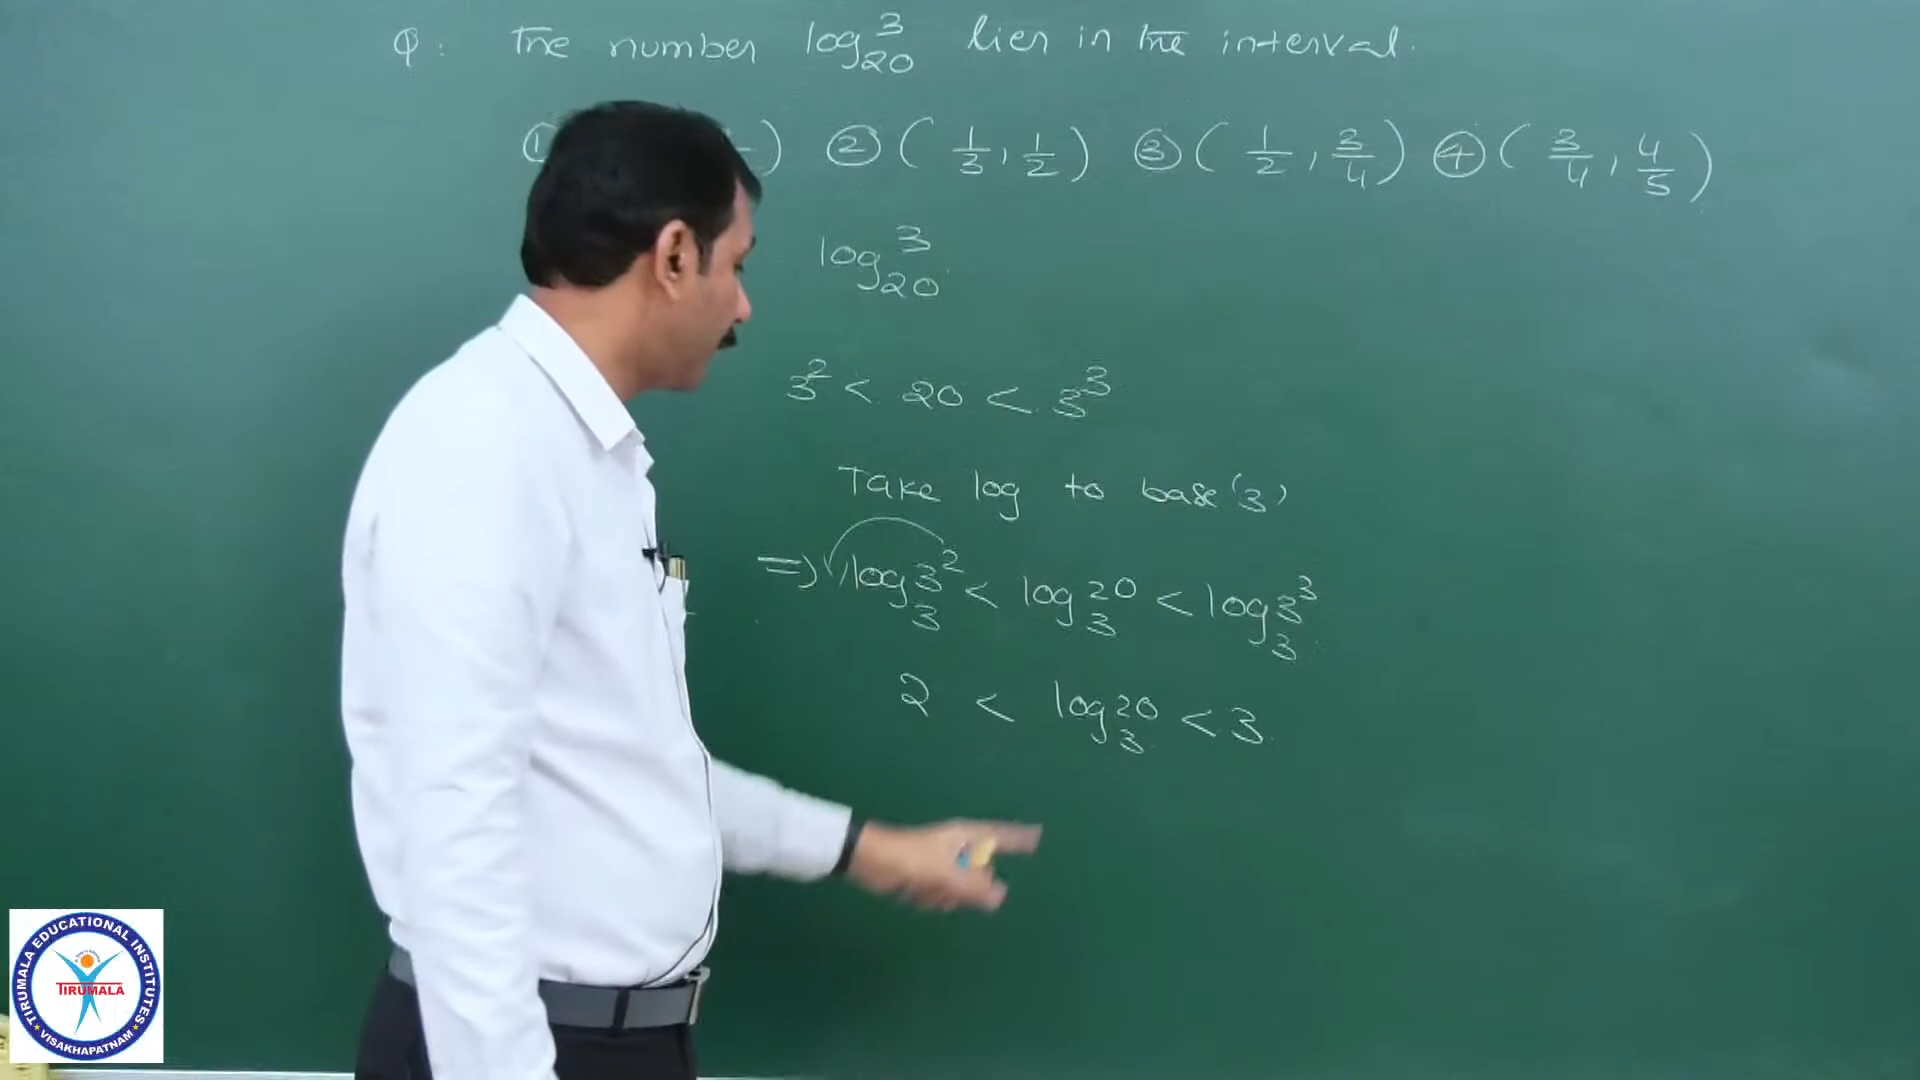 Q: The number log₂₀3 lies in the interval.
① ) ② ( 1/3, 1/2 ) ③ ( 1/2, 3/4 ) ④ ( 3/4, 4/5 )
log₂₀3
3² < 20 < 3³
Take log to base '3'
=> log₃3² < log₃20 < log₃3³
2 < log₃20 < 3
TIRUMALA EDUCATIONAL INSTITUTES
TIRUMALA
VISAKHAPATNAM